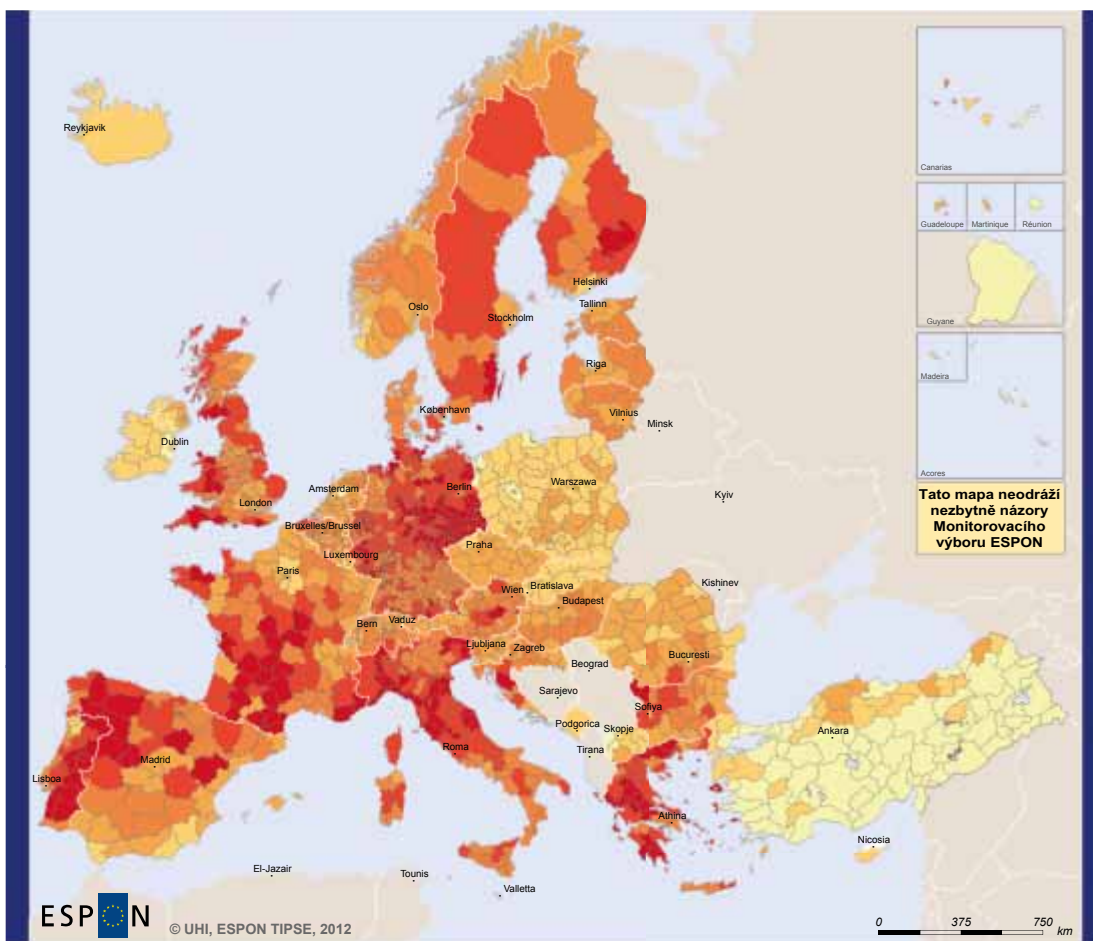 Reykjavik
Canarias
Guadeloupe Martinique Réunion
Guyane
Madeira
Acores
Tato mapa neodráží
nezbytně názory
Monitorovacího
výboru ESPON
Oslo
Helsinki
Tallinn
Stockholm
Riga
København
Vilnius
Minsk
Dublin
Amsterdam
Berlin
Warszawa
London
Kyiv
Bruxelles/Brussel
Luxembourg
Praha
Paris
Kishinev
Wien
Bratislava
Budapest
Bern
Vaduz
Ljubljana
Zagreb
Bucuresti
Beograd
Sarajevo
Sofiya
Podgorica
Skopje
Ankara
Roma
Tirana
Madrid
Lisboa
Athina
Nicosia
El-Jazair
Tounis
Valletta
ESPON
© UHI, ESPON TIPSE, 2012
0 375 750
km